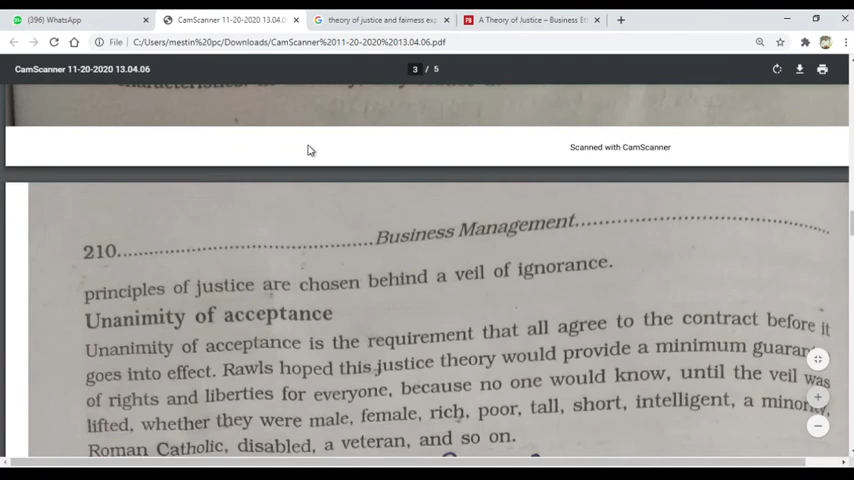 (396) WhatsApp
CamScanner 11-20-2020 13.04.0
theory of justice and fairness exp
A Theory of Justice – Business Et
File
C:/Users/mestin%20pc/Downloads/CamScanner%2011-20-2020%2013.04.06.pdf
CamScanner 11-20-2020 13.04.06
3 / 5
Scanned with CamScanner
210
Business Management
principles of justice are chosen behind a veil of ignorance.
Unanimity of acceptance
Unanimity of acceptance is the requirement that all agree to the contract before it
goes into effect. Rawls hoped this justice theory would provide a minimum guaran
of rights and liberties for everyone, because no one would know, until the veil was
lifted, whether they were male, female, rich, poor, tall, short, intelligent, a minority,
Roman Catholic, disabled, a veteran, and so on.